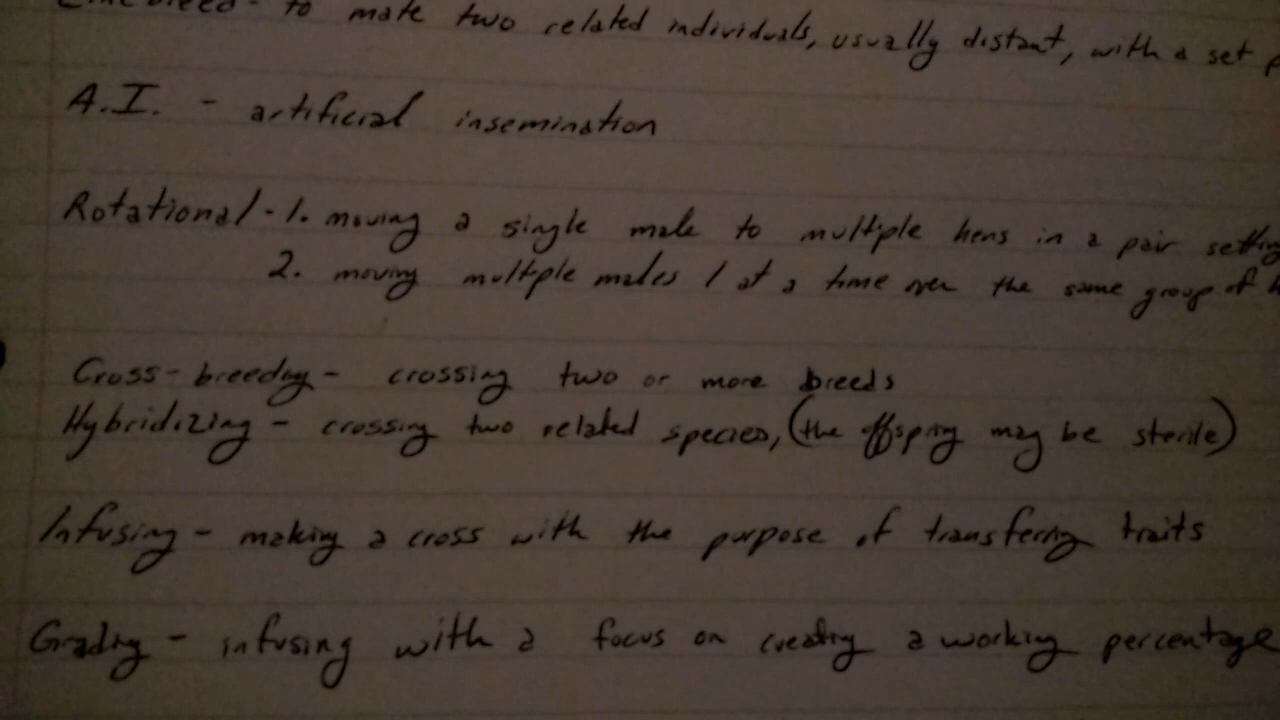 Linebreed - to mate two related individuals, usually distant, with a set
A.I. - artificial insemination
Rotational - 1. moving a single male to multiple hens in a pair setting
2. moving multiple males 1 at a time over the same group of
Cross-breeding - crossing two or more breeds
Hybridizing - crossing two related species, (the offspring may be sterile)
Infusing - making a cross with the purpose of transferring traits
Grading - infusing with a focus on creating a working percentage